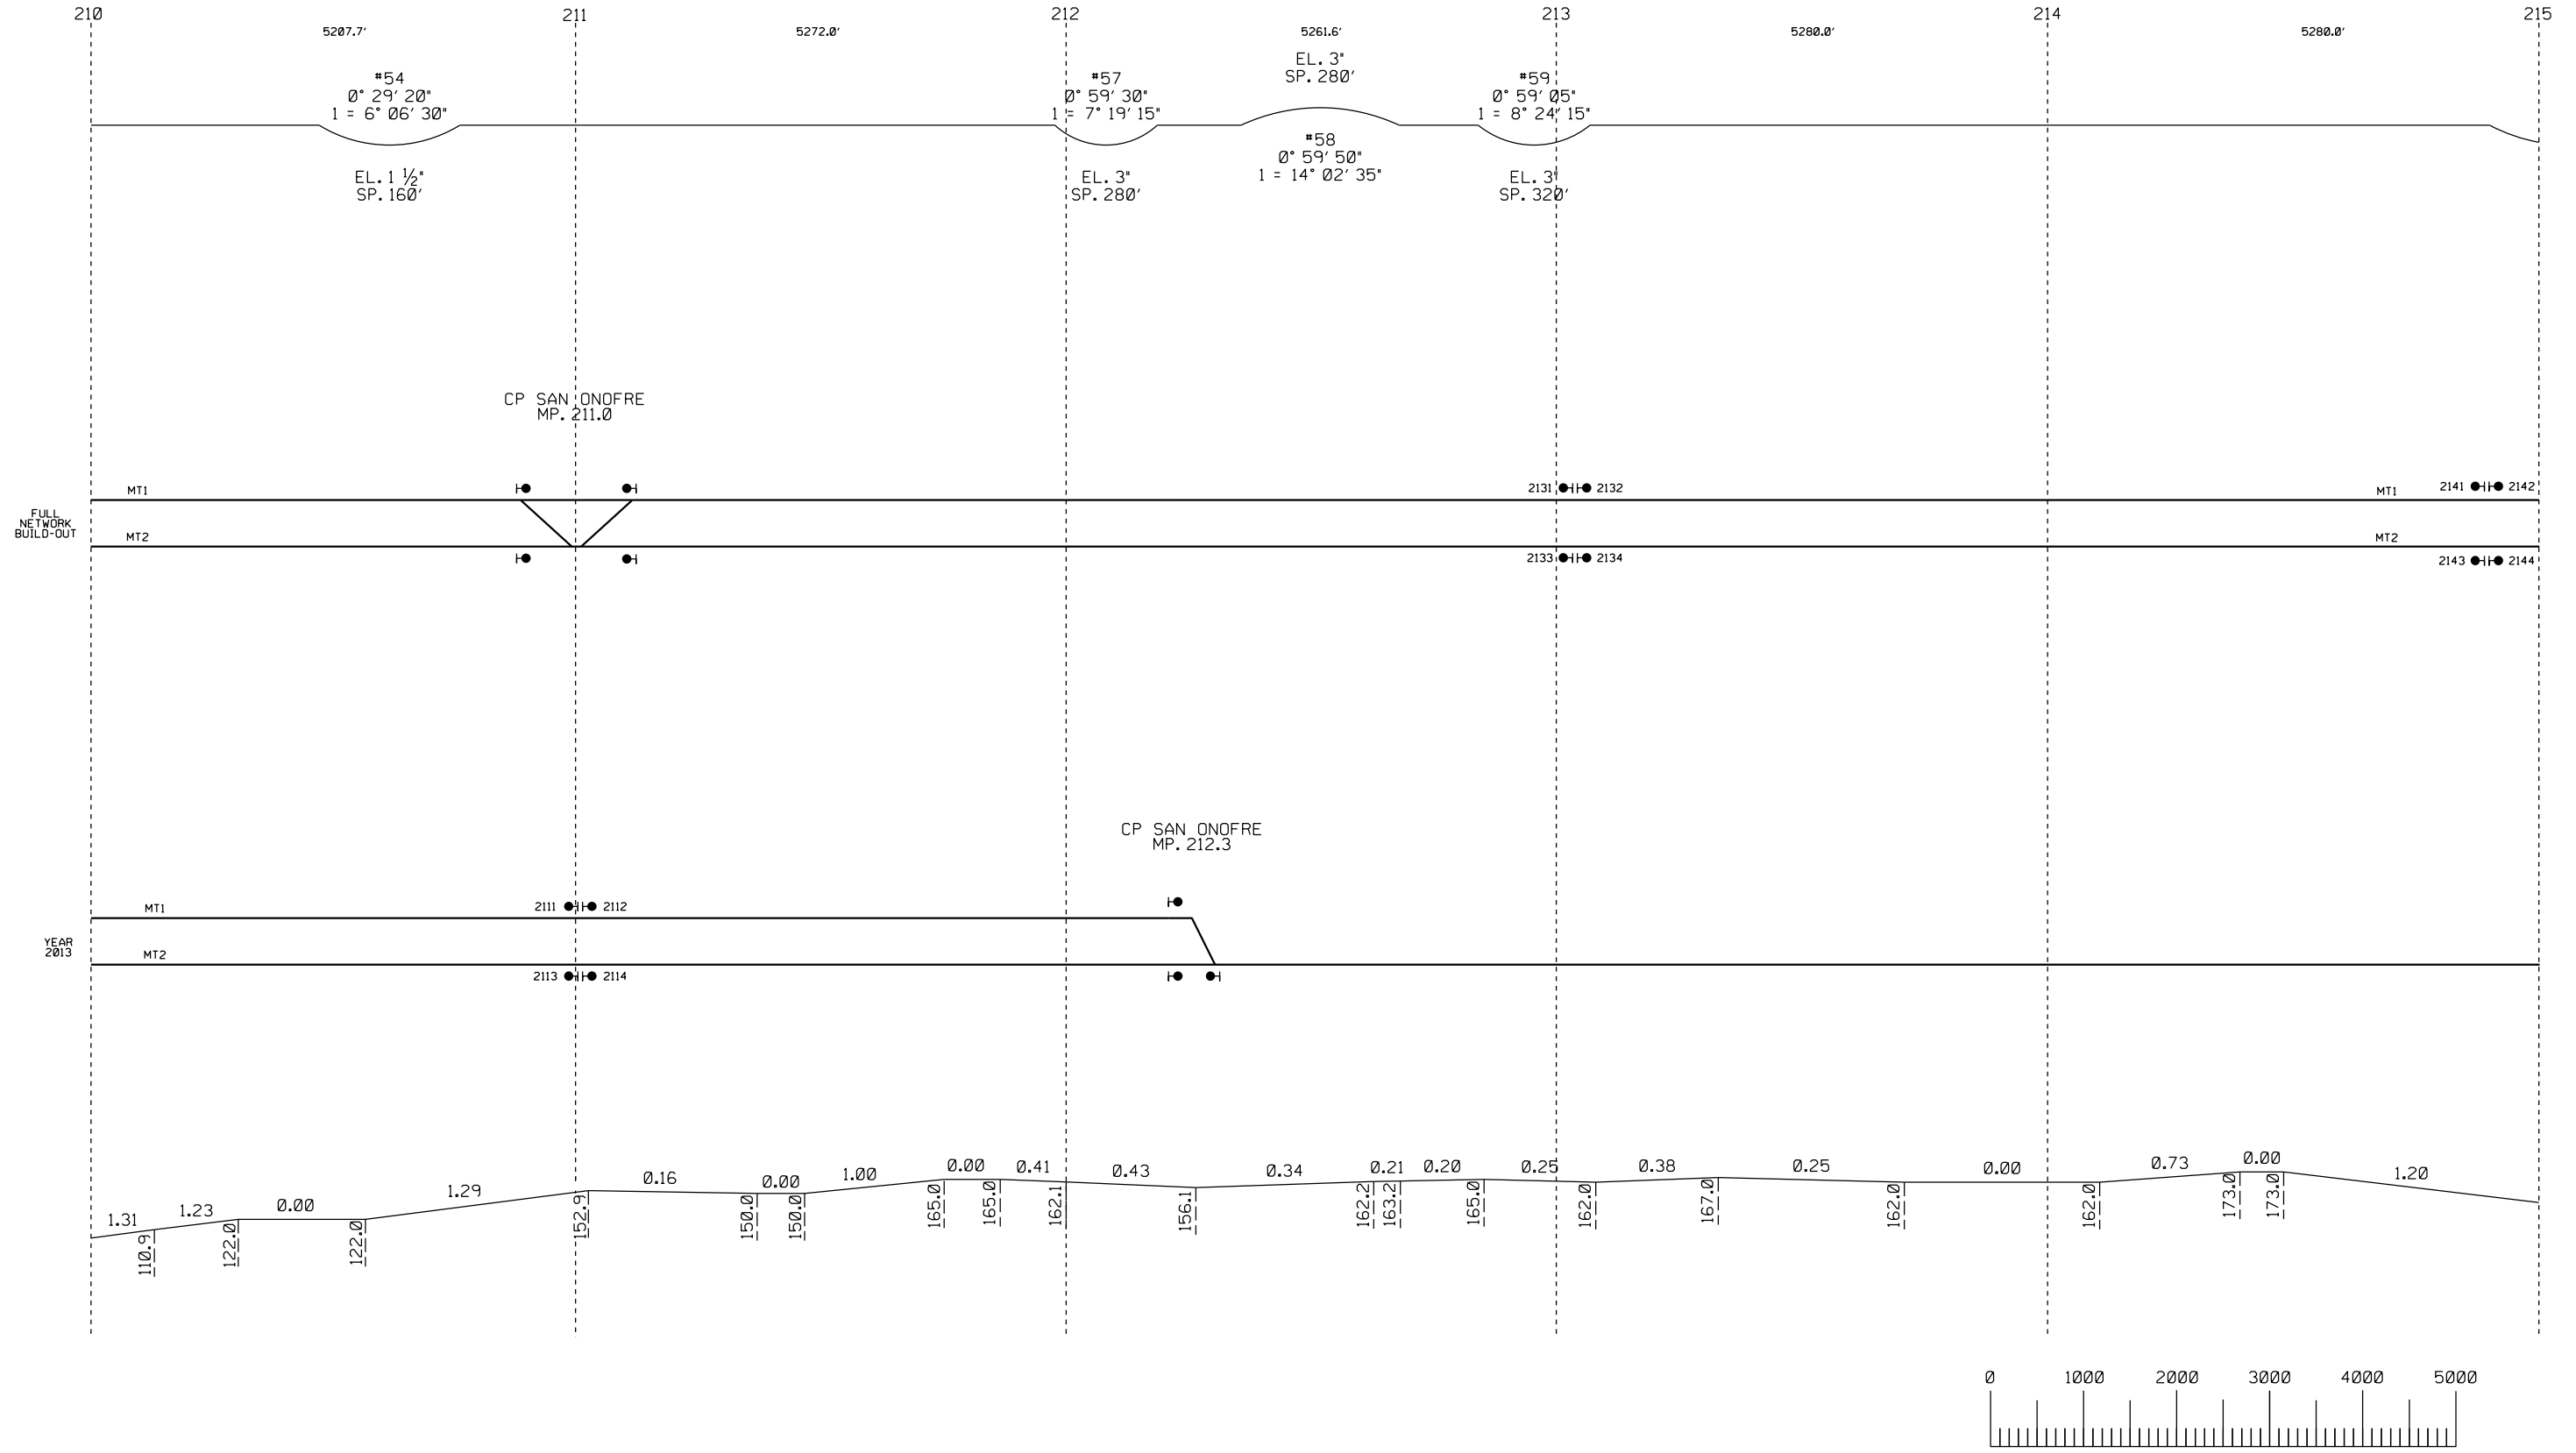 210
211
212
213
214
215
5207.7'
5272.0'
5261.6'
5280.0'
5280.0'
#54
0° 29' 20"
1 = 6° 06' 30"
EL. 1 ½"
SP. 160'
#57
0° 59' 30"
1 = 7° 19' 15"
EL. 3"
SP. 280'
EL. 3"
SP. 280'
#58
0° 59' 50"
1 = 14° 02' 35"
#59
0° 59' 05"
1 = 8° 24' 15"
EL. 3"
SP. 320'
CP SAN ONOFRE
MP. 211.0
FULL
NETWORK
BUILD-OUT
MT1
2131
2132
MT1
2141
2142
MT2
2133
2134
MT2
2143
2144
CP SAN ONOFRE
MP. 212.3
YEAR
2013
MT1
2111
2112
MT2
2113
2114
1.31
1.23
0.00
1.29
0.16
0.00
1.00
0.00
0.41
0.43
0.34
0.21
0.20
0.25
0.38
0.25
0.00
0.73
0.00
1.20
110.9
122.0
122.0
152.9
150.0
150.0
165.0
165.0
162.1
156.1
162.2
163.2
165.0
162.0
167.0
162.0
162.0
173.0
173.0
0
1000
2000
3000
4000
5000